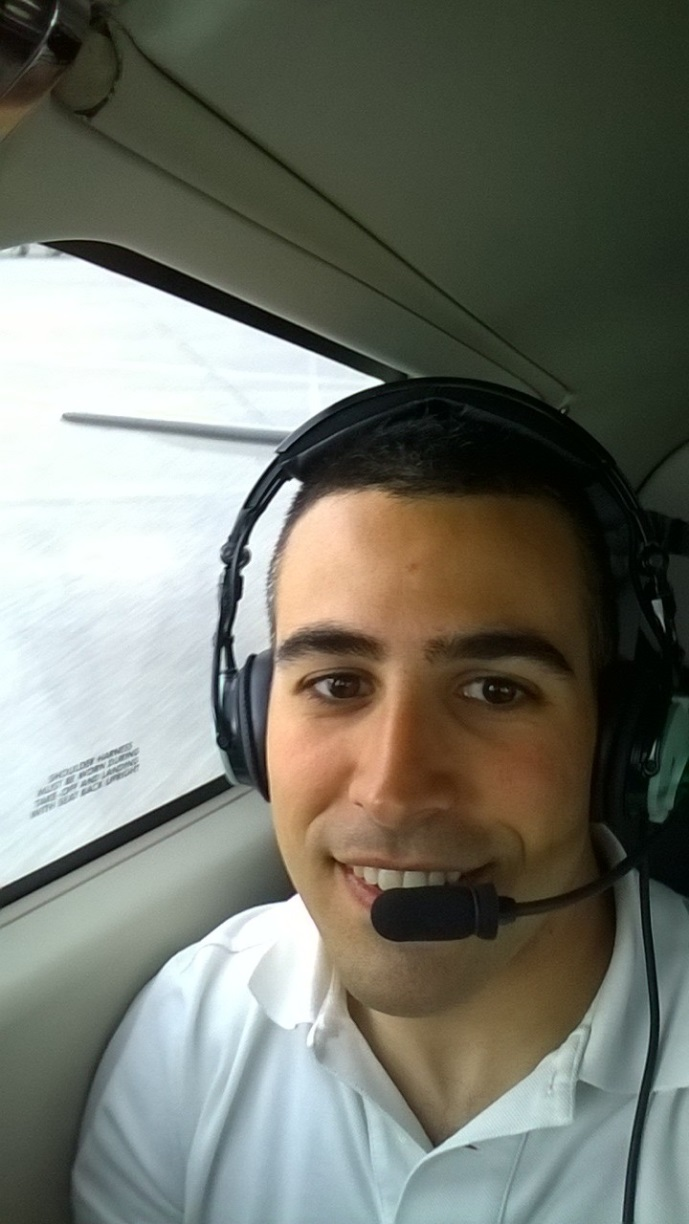 SHOULDER HARNESS
MUST BE WORN DURING
TAKE-OFF AND LANDING
WITH SEAT BACK UPRIGHT